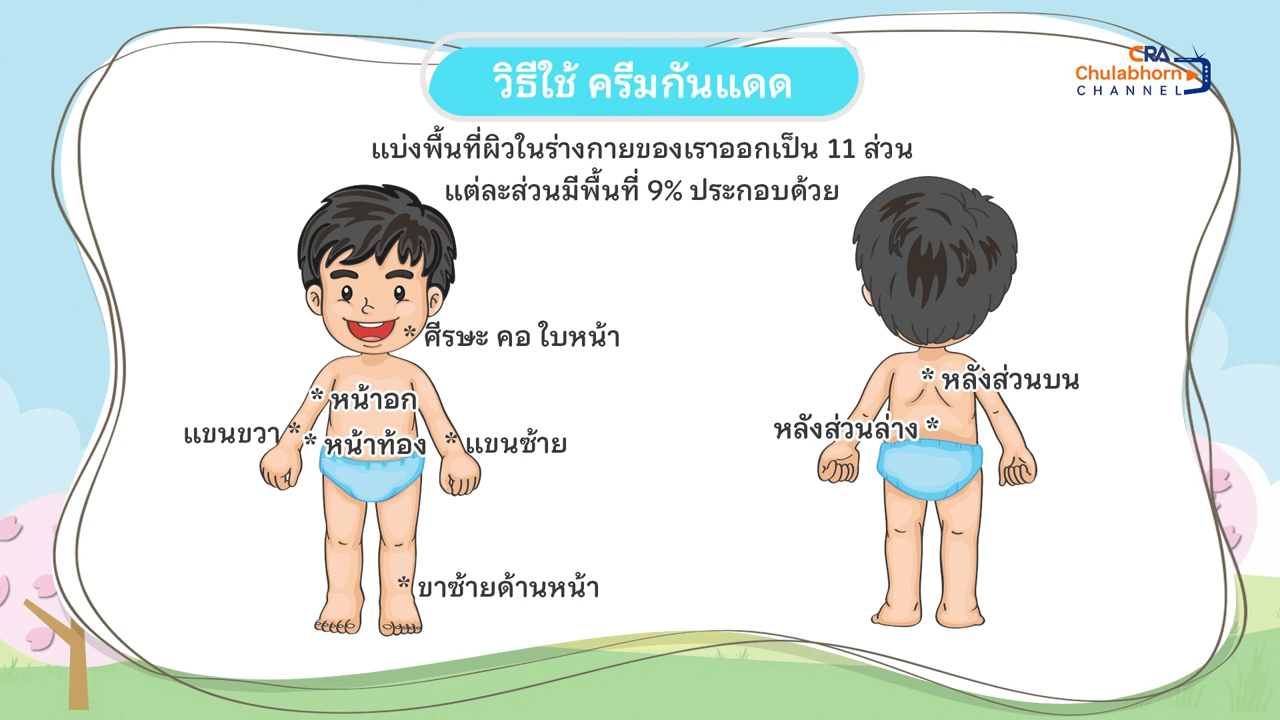 วิธีใช้ ครีมกันแดด
CRA
Chulabhorn
CHANNEL
แบ่งพื้นที่ผิวในร่างกายของเราออกเป็น 11 ส่วน
แต่ละส่วนมีพื้นที่ 9% ประกอบด้วย
* ศีรษะ คอ ใบหน้า
* หน้าอก
แขนขวา *
* หน้าท้อง
* แขนซ้าย
* ขาซ้ายด้านหน้า
* หลังส่วนบน
หลังส่วนล่าง *